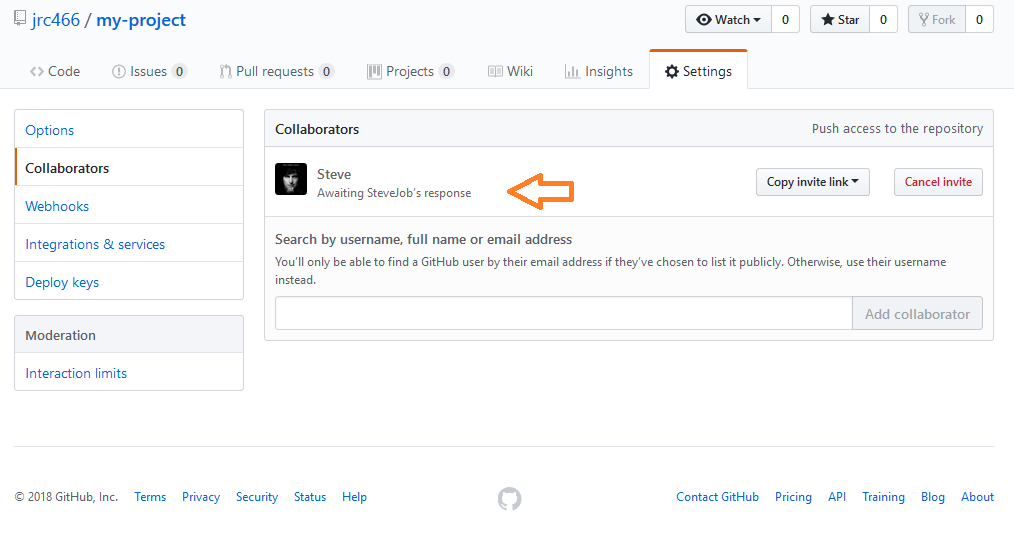 jrc466 / my-project
Watch 0 Star 0 Fork 0
Code Issues 0 Pull requests 0 Projects 0 Wiki Insights Settings
Options
Collaborators
Webhooks
Integrations & services
Deploy keys
Moderation
Interaction limits
Collaborators Push access to the repository
Steve
Awaiting SteveJob's response
Copy invite link Cancel invite
Search by username, full name or email address
You'll only be able to find a GitHub user by their email address if they've chosen to list it publicly. Otherwise, use their username
instead.
Add collaborator
© 2018 GitHub, Inc. Terms Privacy Security Status Help Contact GitHub Pricing API Training Blog About